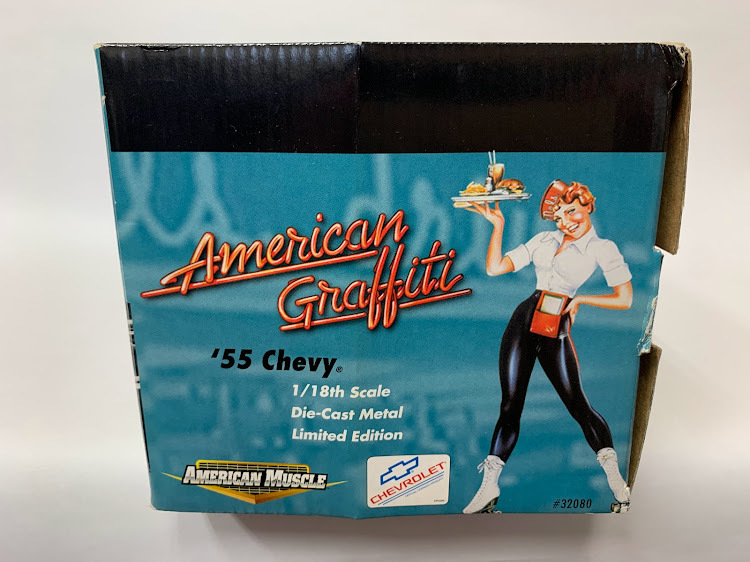 American
Graffiti
'55 Chevy®
1/18th Scale
Die-Cast Metal
Limited Edition
AMERICAN MUSCLE
CHEVROLET
#32080